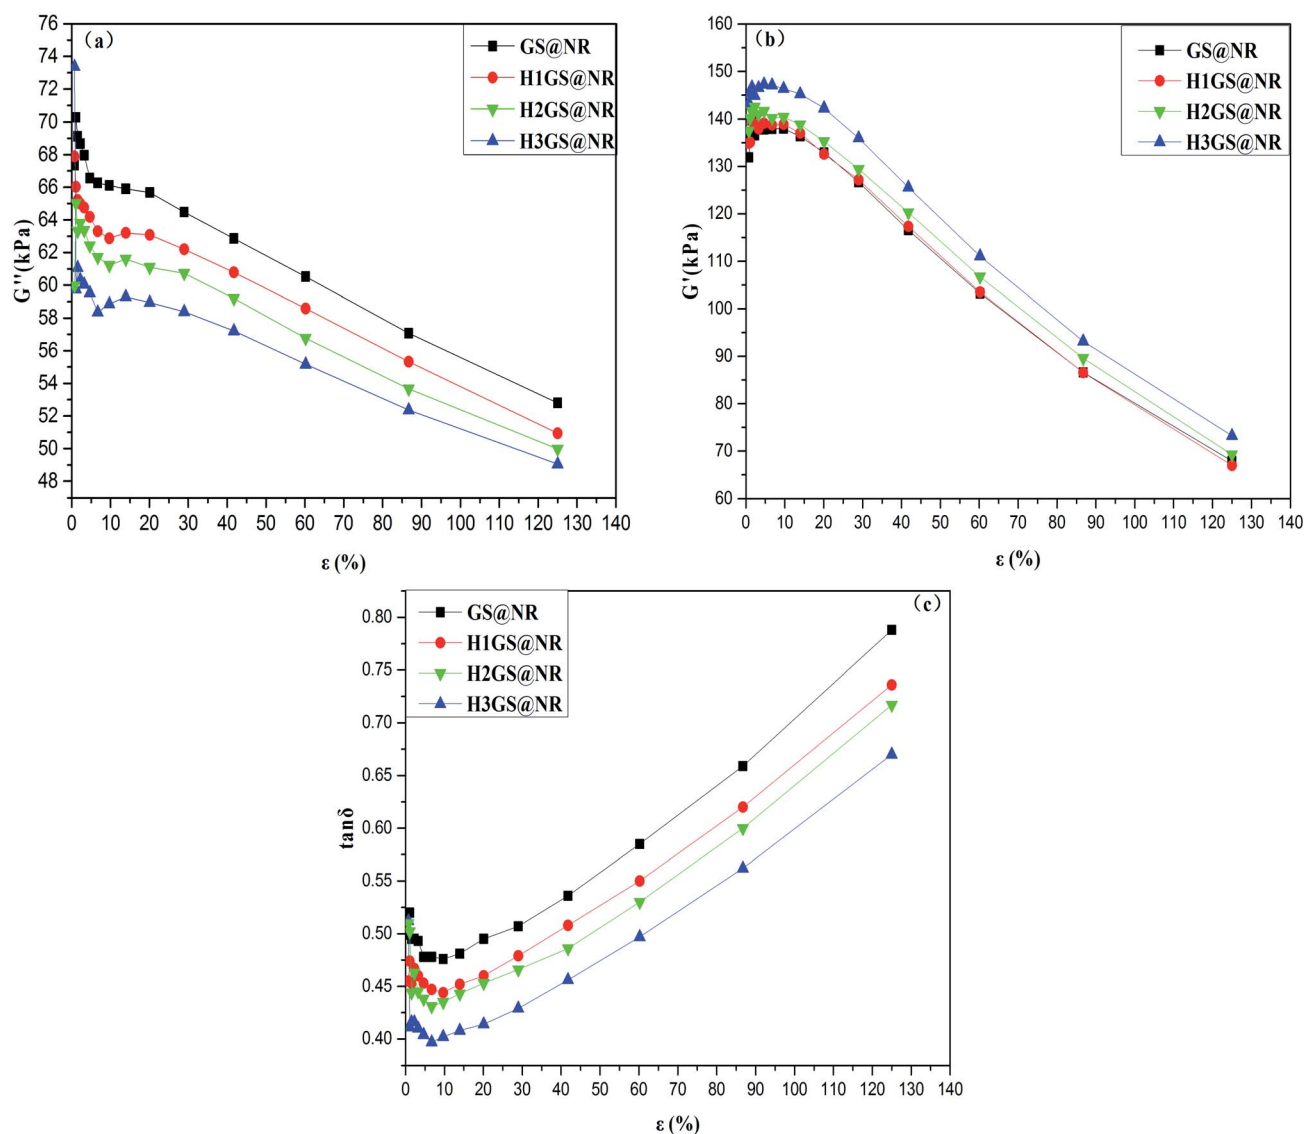 (a)
GS@NR
H1GS@NR
H2GS@NR
H3GS@NR
76
74
72
70
68
66
64
62
60
58
56
54
52
50
48
G''(kPa)
0 10 20 30 40 50 60 70 80 90 100 110 120 130 140
ε (%)
(b)
GS@NR
H1GS@NR
H2GS@NR
H3GS@NR
160
150
140
130
120
110
100
90
80
70
60
G'(kPa)
0 10 20 30 40 50 60 70 80 90 100 110 120 130 140
ε (%)
(c)
GS@NR
H1GS@NR
H2GS@NR
H3GS@NR
0.80
0.75
0.70
0.65
0.60
0.55
0.50
0.45
0.40
tanδ
0 10 20 30 40 50 60 70 80 90 100 110 120 130 140
ε (%)